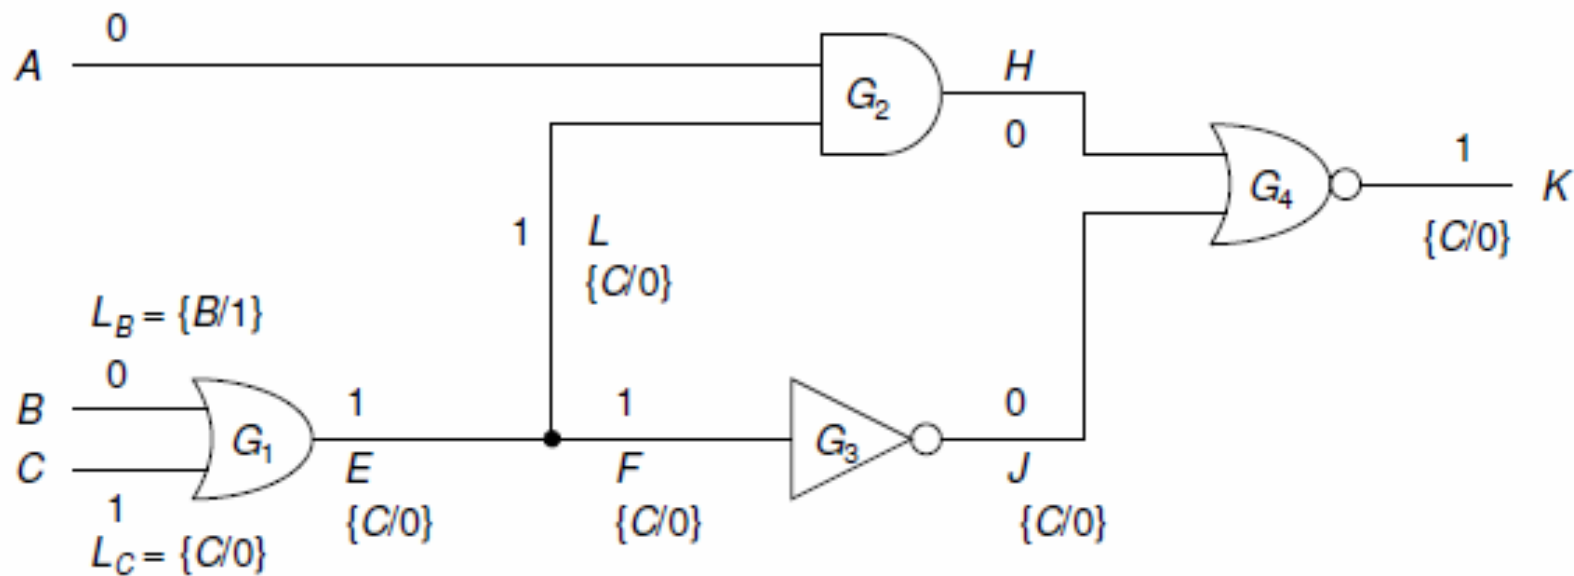 0
A
G2
H
0
1
G4
K
{C/0}
1
L
{C/0}
LB = {B/1}
0
B
C
G1
1
LC = {C/0}
1
E
{C/0}
1
F
{C/0}
G3
0
J
{C/0}